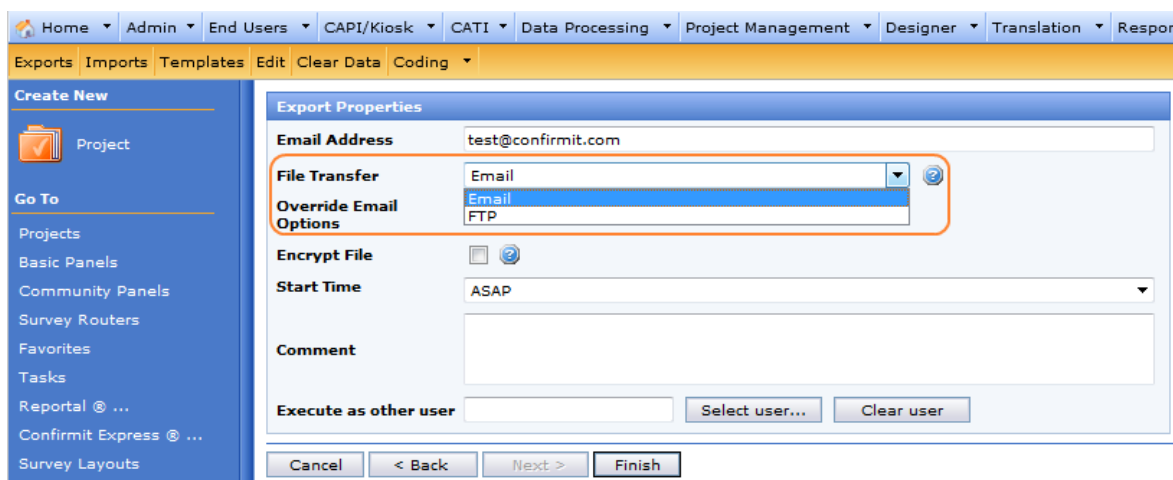 Home Admin End Users CAPI/Kiosk CATI Data Processing Project Management Designer Translation Respor
Exports Imports Templates Edit Clear Data Coding
Create New
Project
Go To
Projects
Basic Panels
Community Panels
Survey Routers
Favorites
Tasks
Reportal ® ...
Confirmit Express ® ...
Survey Layouts
Export Properties
Email Address test@confirmit.com
File Transfer Email
Email
Override Email Options
FTP
Encrypt File
Start Time ASAP
Comment
Execute as other user Select user... Clear user
Cancel < Back Next > Finish